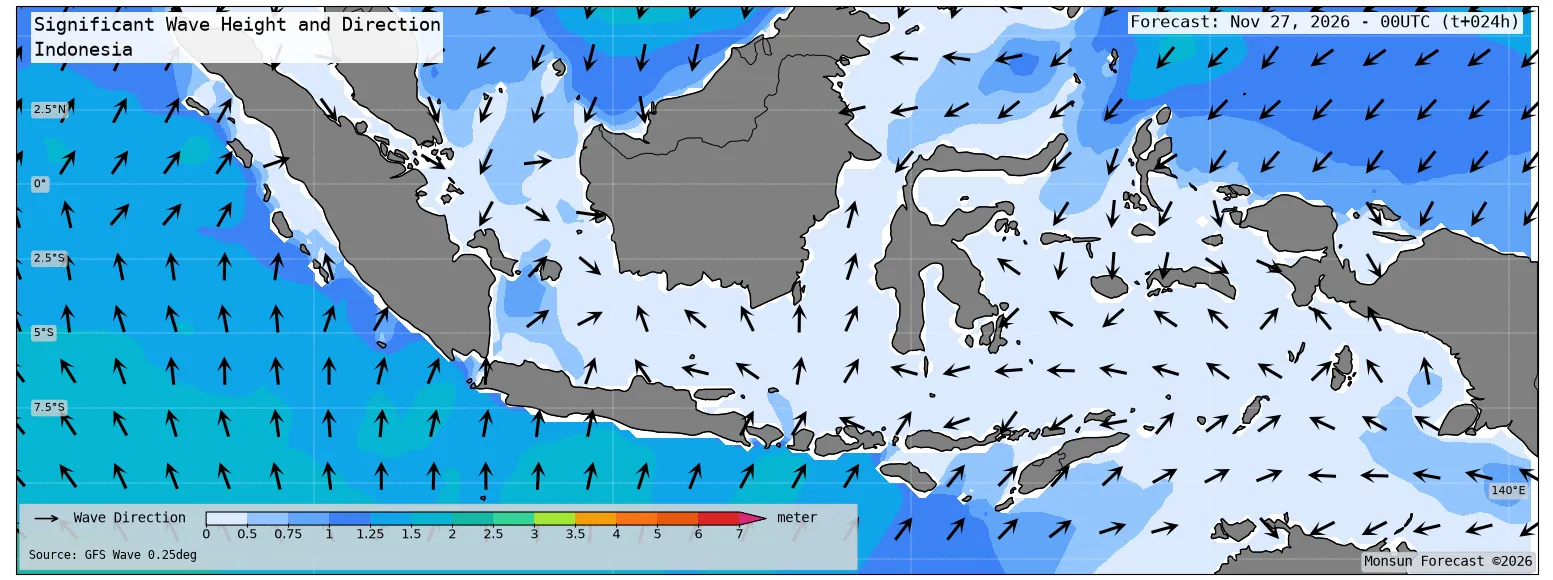 Significant Wave Height and Direction
Indonesia
Forecast: Nov 27, 2026 - 00UTC (t+024h)
2.5°N
0°
2.5°S
5°S
7.5°S
140°E
Wave Direction
meter
0 0.5 0.75 1 1.25 1.5 2 2.5 3 3.5 4 5 6 7
Source: GFS Wave 0.25deg
Monsun Forecast ©2026